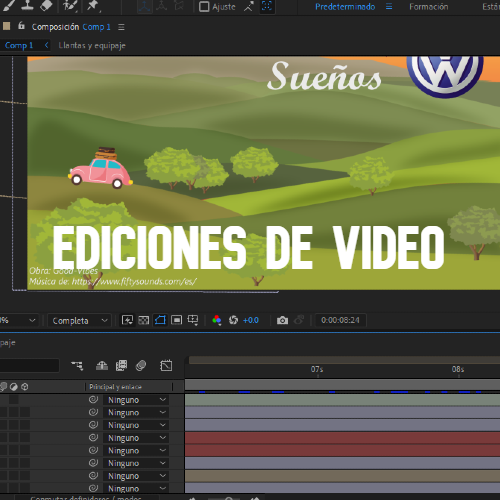 Ajuste
Predeterminado
Formación
Composición Comp 1
Comp 1
Llantas y equipaje
Sueños
W
EDICIONES DE VIDEO
Obra: Good Vibes
Música de: https://www.fiftysounds.com/es/
Completa
+0.0
0:00:08:24
07s
08s
Principal y enlace
Ninguno
Ninguno
Ninguno
Ninguno
Ninguno
Ninguno
Ninguno
Conmutar definidores / modos